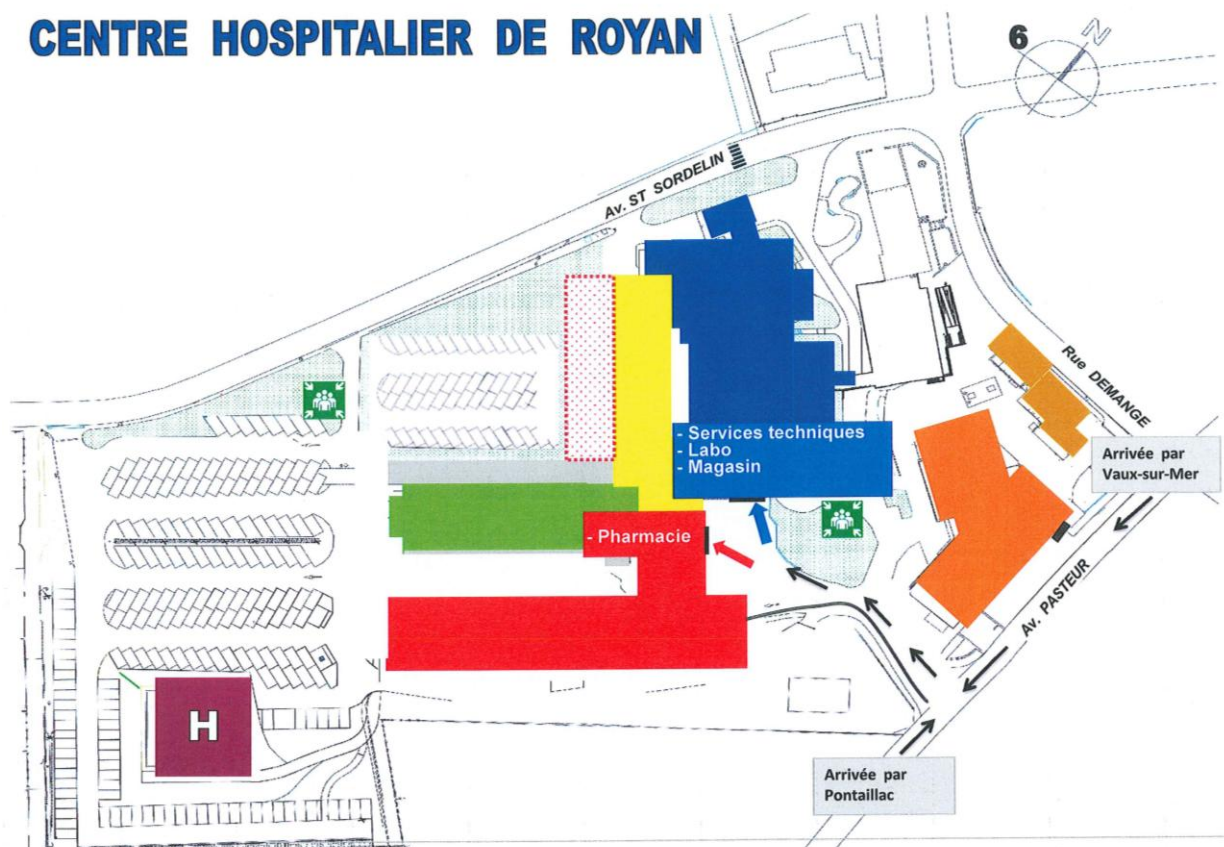 CENTRE HOSPITALIER DE ROYAN
6
N
Av. ST SORDELIN
Rue DEMANGE
- Services techniques
- Labo
- Magasin
Arrivée par
Vaux-sur-Mer
- Pharmacie
Av. PASTEUR
H
Arrivée par
Pontaillac